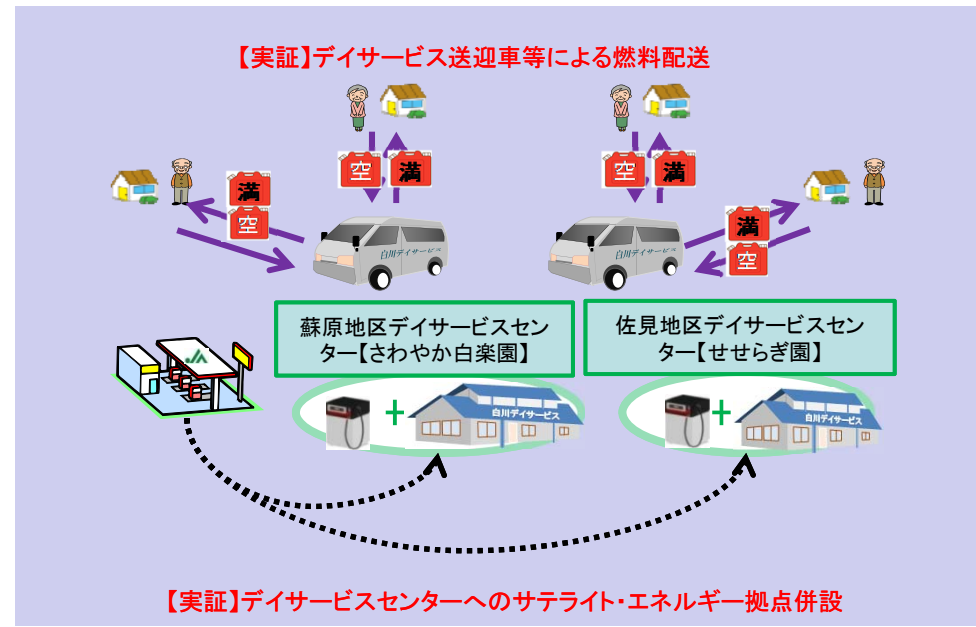 【実証】デイサービス送迎車等による燃料配送
空 満
空 満
満
空
満
空
白川デイサービス
白川デイサービス
蘇原地区デイサービスセン
ター【さわやか白楽園】
佐見地区デイサービスセン
ター【せせらぎ園】
JA
白川デイサービス
白川デイサービス
【実証】デイサービスセンターへのサテライト・エネルギー拠点併設